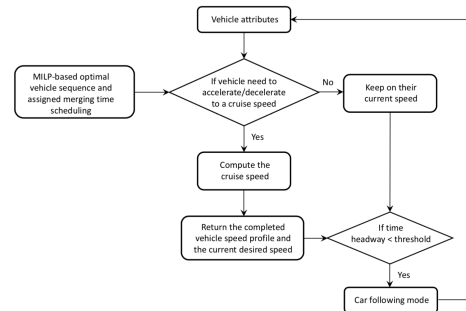 Vehicle attributes
MILP-based optimal
vehicle sequence and
assigned merging time
scheduling
If vehicle need to
accelerate/decelerate
to a cruise speed
No
Keep on their
current speed
Yes
Compute the
cruise speed
Return the completed
vehicle speed profile and
the current desired speed
If time
headway < threshold
Yes
Car following mode